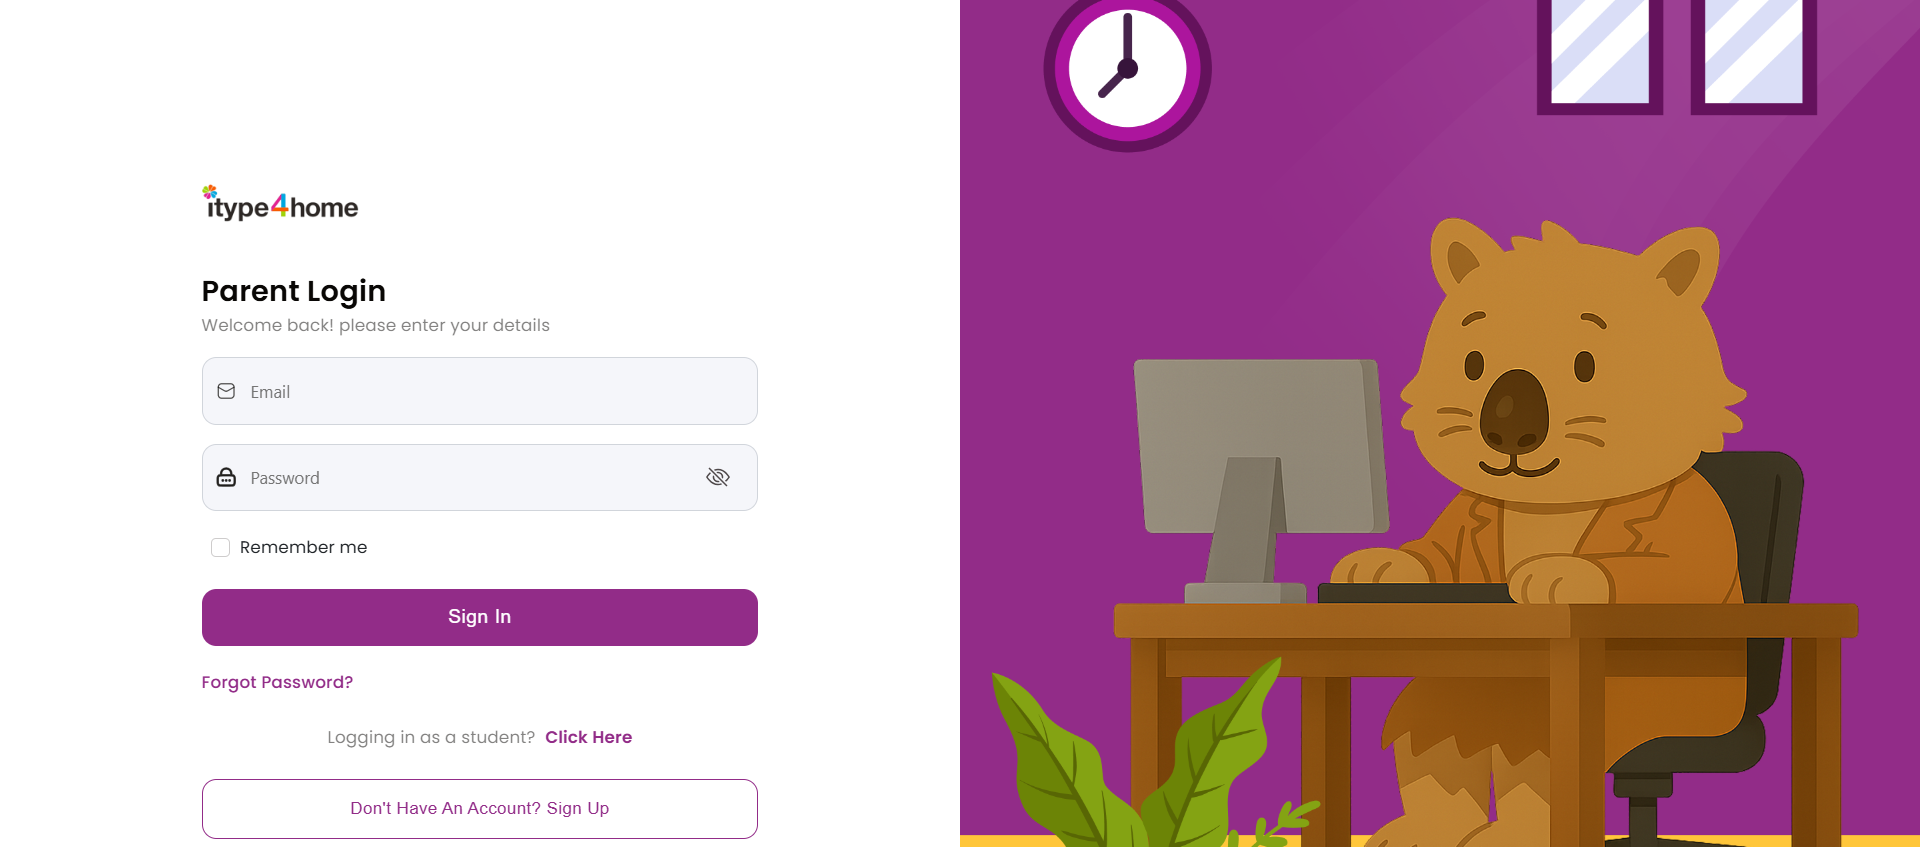 itype4home
Parent Login
Welcome back! please enter your details
Email
Password
Remember me
Sign In
Forgot Password?
Logging in as a student? Click Here
Don't Have An Account? Sign Up